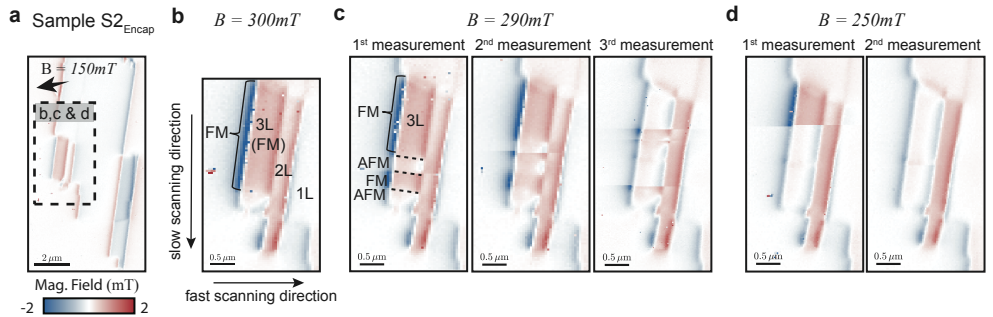 a
Sample S2Encap
B = 150mT
b,c & d
2 μm
Mag. Field (mT)
-2
2
b
B = 300mT
slow scanning direction
FM
3L
(FM)
2L
1L
0.5 μm
fast scanning direction
c
B = 290mT
1st measurement
2nd measurement
3rd measurement
FM
3L
AFM
FM
AFM
0.5 μm
0.5 μm
0.5 μm
d
B = 250mT
1st measurement
2nd measurement
0.5 μm
0.5 μm